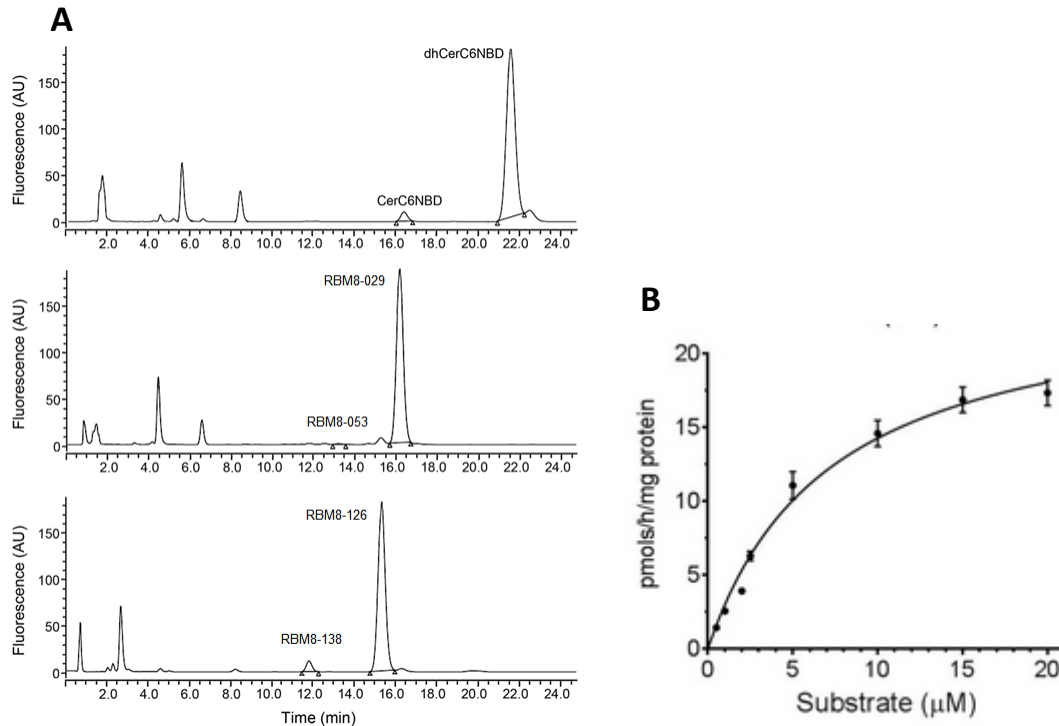 A
Fluorescence (AU)
150
100
50
0
dhCerC6NBD
CerC6NBD
2.0 4.0 6.0 8.0 10.0 12.0 14.0 16.0 18.0 20.0 22.0 24.0
Fluorescence (AU)
150
100
50
0
RBM8-029
RBM8-053
2.0 4.0 6.0 8.0 10.0 12.0 14.0 16.0 18.0 20.0 22.0 24.0
Fluorescence (AU)
150
100
50
0
RBM8-126
RBM8-138
2.0 4.0 6.0 8.0 10.0 12.0 14.0 16.0 18.0 20.0 22.0 24.0
Time (min)
B
pmols/h/mg protein
20
15
10
5
0
0 5 10 15 20
Substrate (μM)